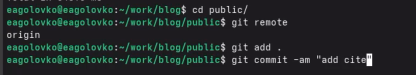 eagolovko@eagolovko:~/work/blog$ cd public/
eagolovko@eagolovko:~/work/blog/public$ git remote
origin
eagolovko@eagolovko:~/work/blog/public$ git add .
eagolovko@eagolovko:~/work/blog/public$ git commit -am "add cite"